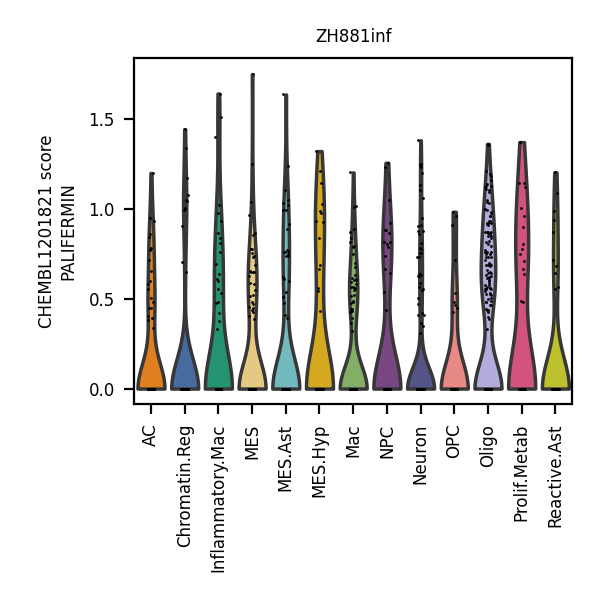 ZH881inf
CHEMBL1201821 score
PALIFERMIN
1.5
1.0
0.5
0.0
AC
Chromatin.Reg
Inflammatory.Mac
MES
MES.Ast
MES.Hyp
Mac
NPC
Neuron
OPC
Oligo
Prolif.Metab
Reactive.Ast